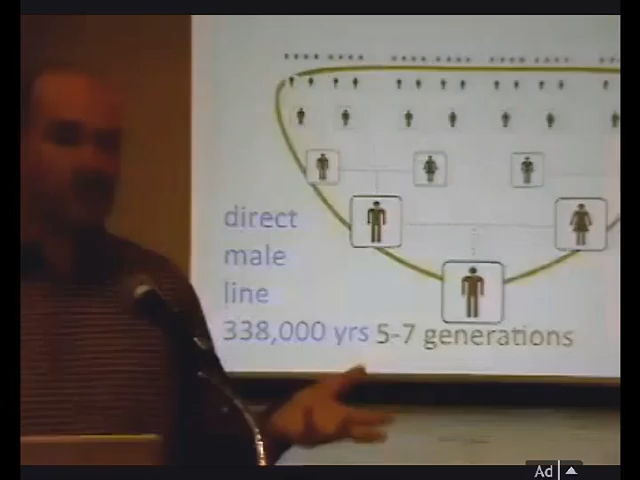 direct
male
line
338,000 yrs 5-7 generations
Ad